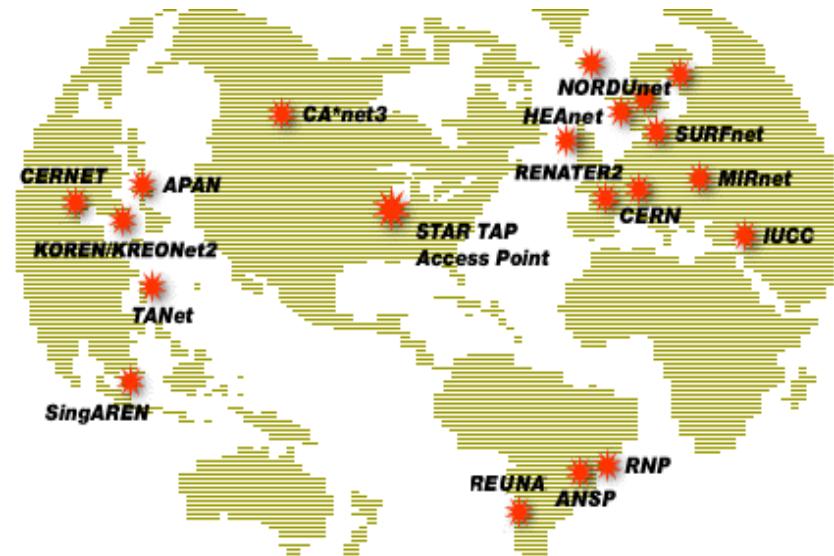 NORDUnet
CA*net3
HEAnet
SURFnet
RENATER2
CERNET
APAN
MIRnet
CERN
STAR TAP
Access Point
IUCC
KOREN/KREONet2
TANet
SingAREN
REUNA
RNP
ANSP